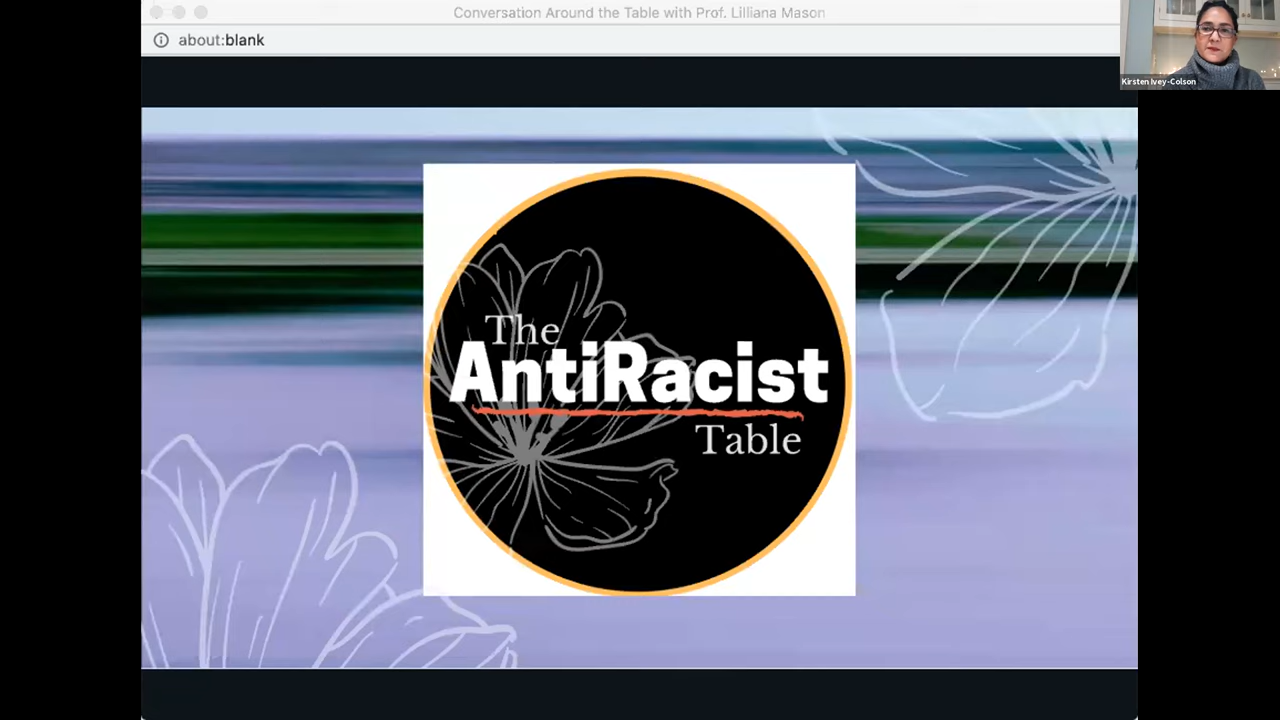 Conversation Around the Table with Prof. Lilliana Mason
about:blank
Kirsten Ivey-Colson
The
AntiRacist
Table